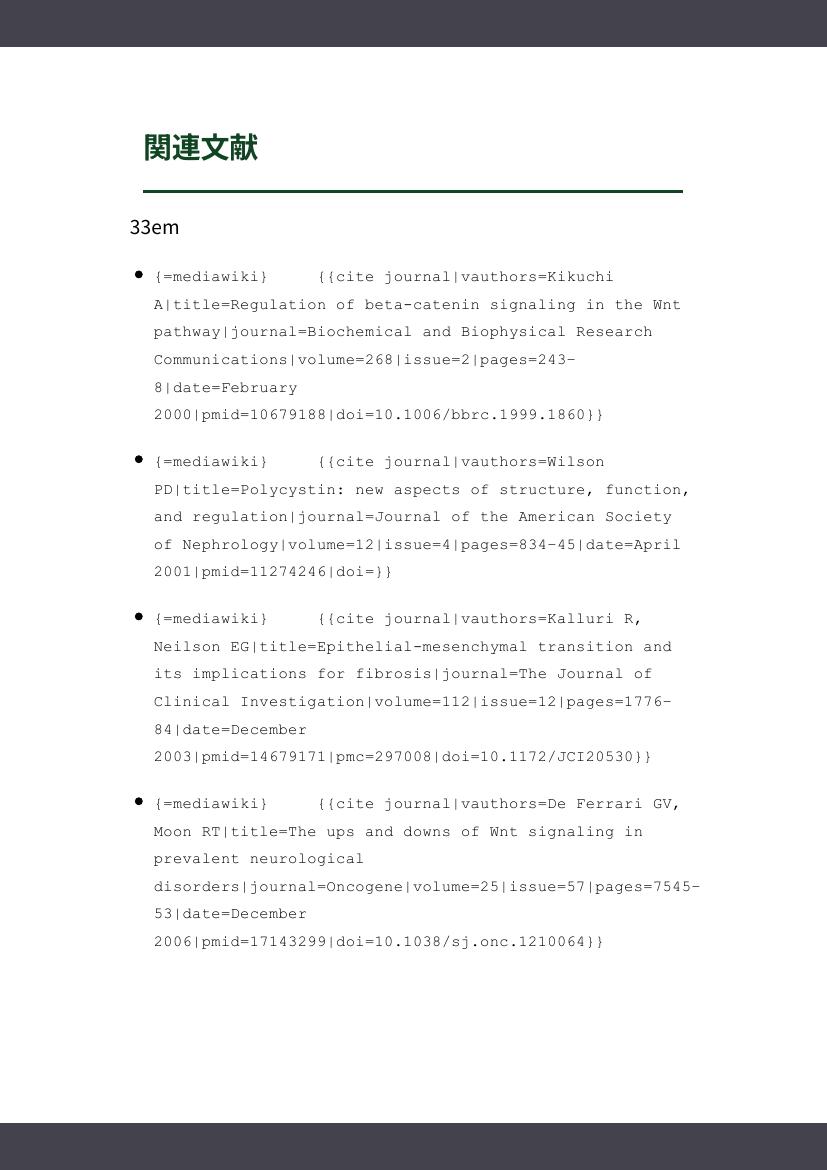 関連文献
33em
{=mediawiki} {{cite journal|vauthors=Kikuchi
A|title=Regulation of beta-catenin signaling in the Wnt
pathway|journal=Biochemical and Biophysical Research
Communications|volume=268|issue=2|pages=243–
8|date=February
2000|pmid=10679188|doi=10.1006/bbrc.1999.1860}}
{=mediawiki} {{cite journal|vauthors=Wilson
PD|title=Polycystin: new aspects of structure, function,
and regulation|journal=Journal of the American Society
of Nephrology|volume=12|issue=4|pages=834–45|date=April
2001|pmid=11274246|doi=}}
{=mediawiki} {{cite journal|vauthors=Kalluri R,
Neilson EG|title=Epithelial-mesenchymal transition and
its implications for fibrosis|journal=The Journal of
Clinical Investigation|volume=112|issue=12|pages=1776–
84|date=December
2003|pmid=14679171|pmc=297008|doi=10.1172/JCI20530}}
{=mediawiki} {{cite journal|vauthors=De Ferrari GV,
Moon RT|title=The ups and downs of Wnt signaling in
prevalent neurological
disorders|journal=Oncogene|volume=25|issue=57|pages=7545–
53|date=December
2006|pmid=17143299|doi=10.1038/sj.onc.1210064}}